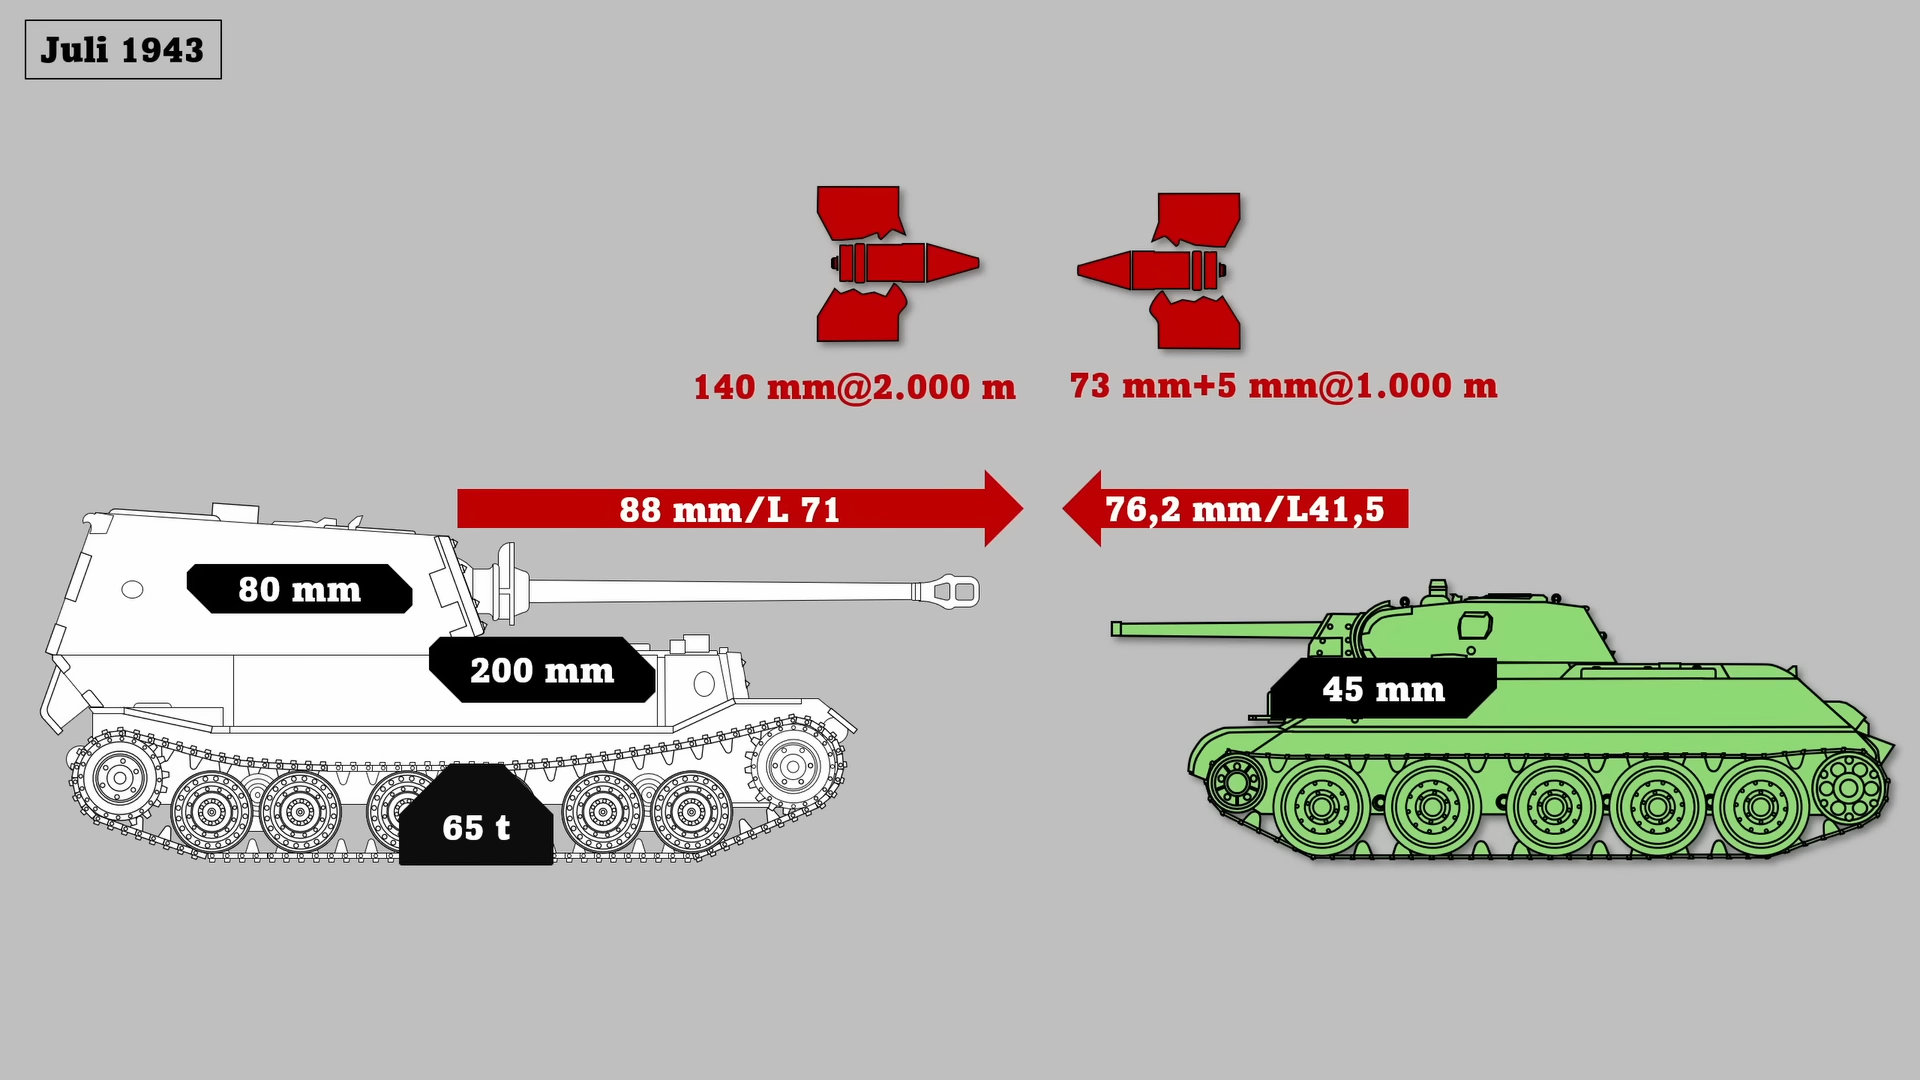 Juli 1943
140 mm@2.000 m
73 mm+5 mm@1.000 m
88 mm/L 71
76,2 mm/L41,5
80 mm
200 mm
45 mm
65 t